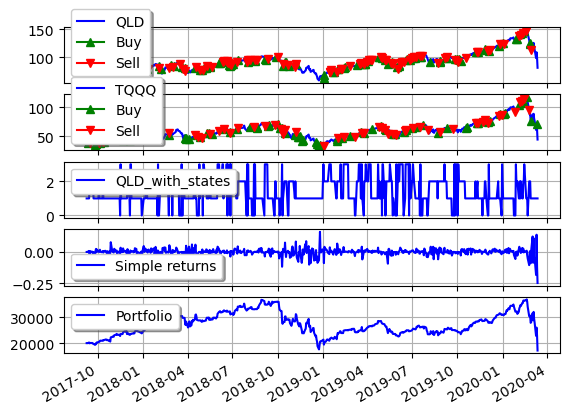 150
100
QLD
Buy
Sell
100
50
TQQQ
Buy
Sell
2
0
QLD_with_states
0.00
−0.25
Simple returns
30000
20000
Portfolio
2017-10
2018-01
2018-04
2018-07
2018-10
2019-01
2019-04
2019-07
2019-10
2020-01
2020-04